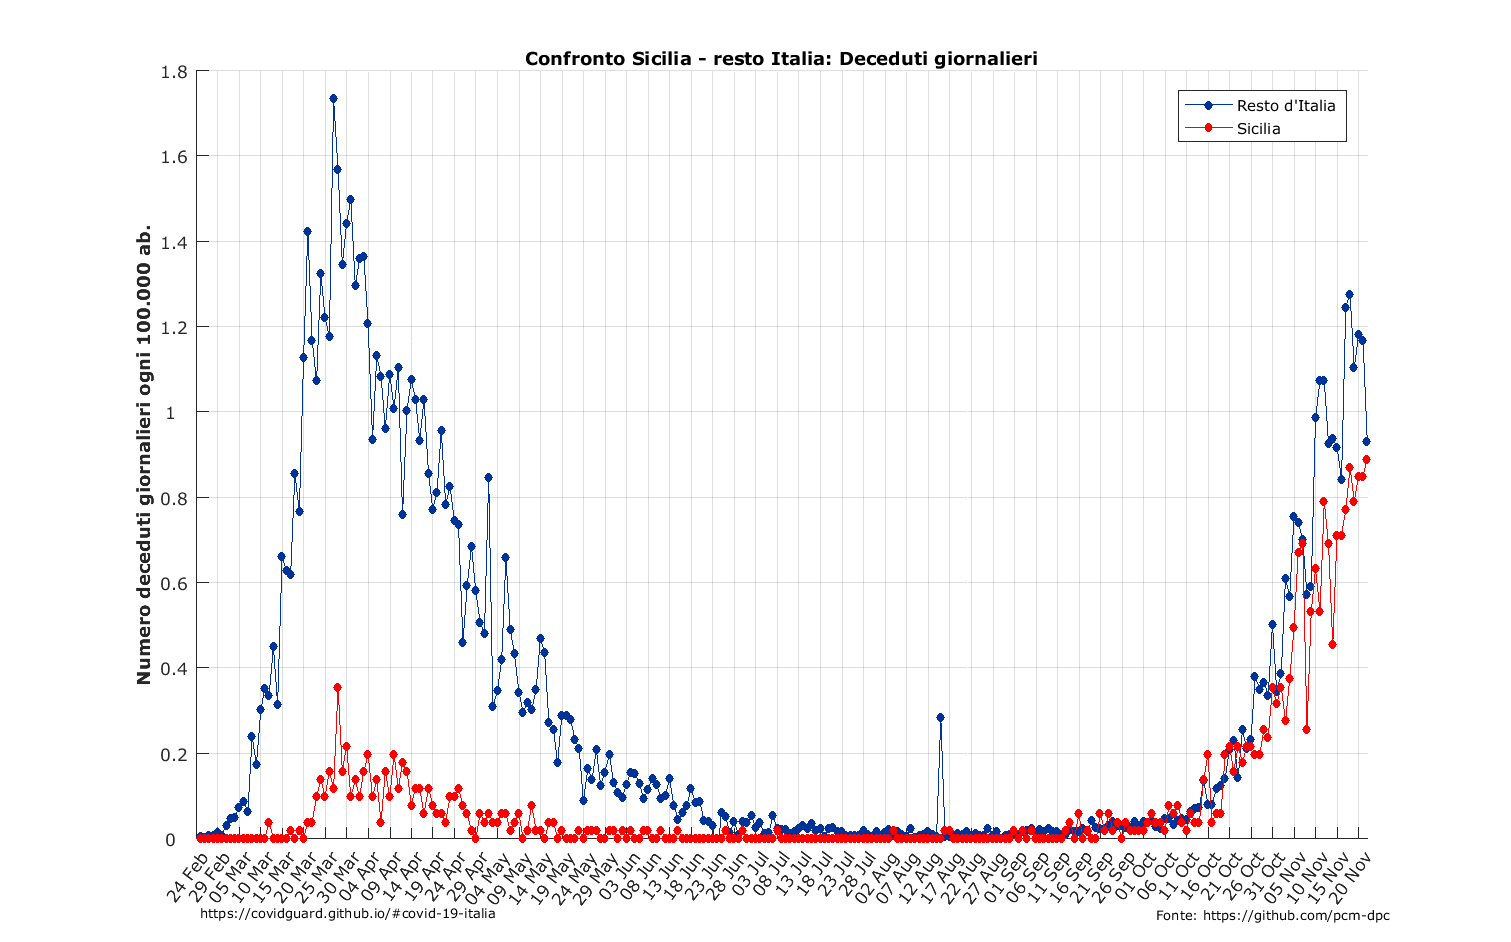 Confronto Sicilia - resto Italia: Deceduti giornalieri
Numero deceduti giornalieri ogni 100.000 ab.
1.8
1.6
1.4
1.2
1
0.8
0.6
0.4
0.2
0
Resto d'Italia
Sicilia
24 Feb
29 Feb
05 Mar
10 Mar
15 Mar
20 Mar
25 Mar
30 Mar
04 Apr
09 Apr
14 Apr
19 Apr
24 Apr
29 Apr
04 May
09 May
14 May
19 May
24 May
29 May
03 Jun
08 Jun
13 Jun
18 Jun
23 Jun
28 Jun
03 Jul
08 Jul
13 Jul
18 Jul
23 Jul
28 Jul
02 Aug
07 Aug
12 Aug
17 Aug
22 Aug
27 Aug
01 Sep
06 Sep
11 Sep
16 Sep
21 Sep
26 Sep
01 Oct
06 Oct
11 Oct
16 Oct
21 Oct
26 Oct
31 Oct
05 Nov
10 Nov
15 Nov
20 Nov
https://covidguard.github.io/#covid-19-italia
Fonte: https://github.com/pcm-dpc